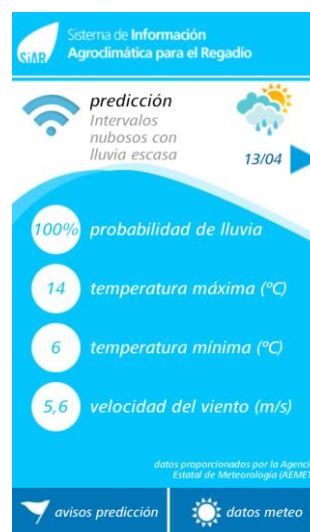 SiAR
Sistema de Información
Agroclimática para el Regadío
predicción
Intervalos
nubosos con
lluvia escasa
13/04
100% probabilidad de lluvia
14 temperatura máxima (ºC)
6 temperatura mínima (ºC)
5,6 velocidad del viento (m/s)
datos proporcionados por la Agenci
Estatal de Meteorología (AEMET
avisos predicción
datos meteo